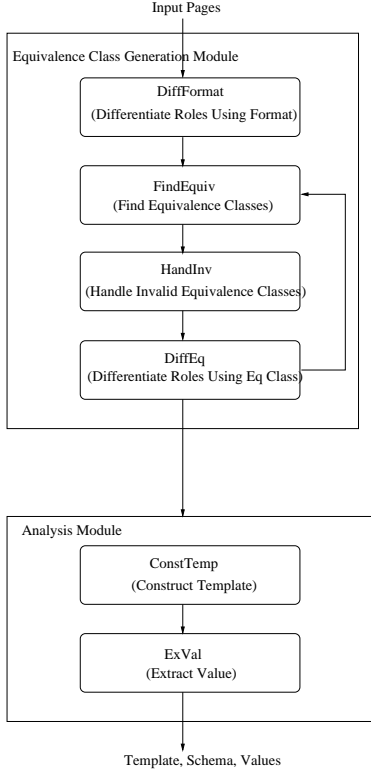 Input Pages
Equivalence Class Generation Module
DiffFormat
(Differentiate Roles Using Format)
FindEquiv
(Find Equivalence Classes)
HandInv
(Handle Invalid Equivalence Classes)
DiffEq
(Differentiate Roles Using Eq Class)
Analysis Module
ConstTemp
(Construct Template)
ExVal
(Extract Value)
Template, Schema, Values